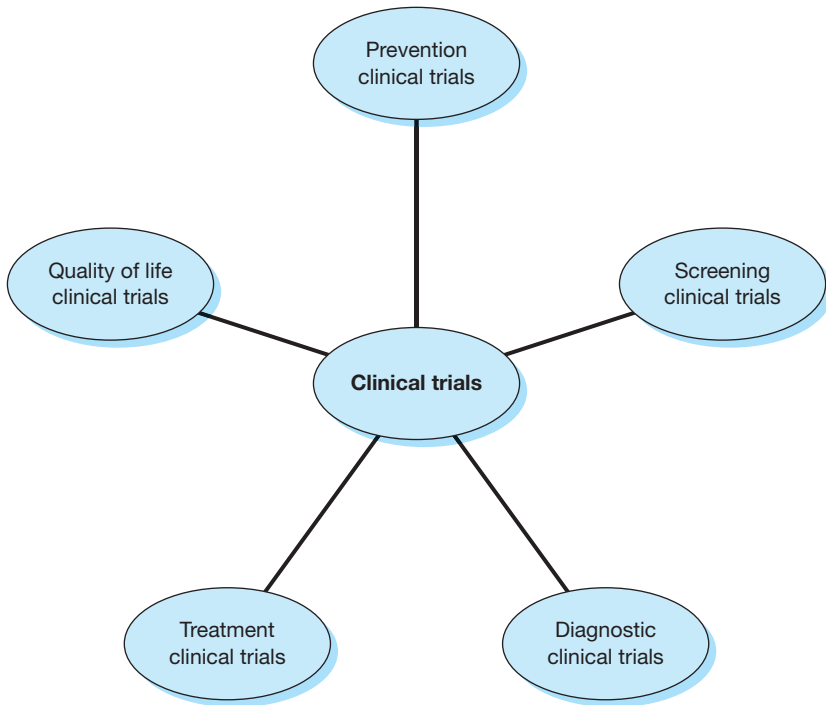 Prevention
clinical trials
Quality of life
clinical trials
Screening
clinical trials
Clinical trials
Treatment
clinical trials
Diagnostic
clinical trials